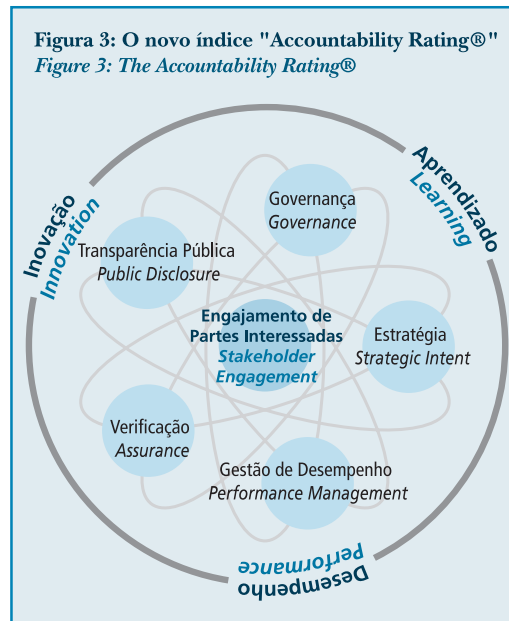 Figura 3: O novo índice "Accountability Rating®"
Figure 3: The Accountability Rating®
Inovação
Innovation
Aprendizado
Learning
Governança
Governance
Transparência Pública
Public Disclosure
Engajamento de
Partes Interessadas
Stakeholder
Engagement
Estratégia
Strategic Intent
Verificação
Assurance
Gestão de Desempenho
Performance Management
Desempenho
Performance